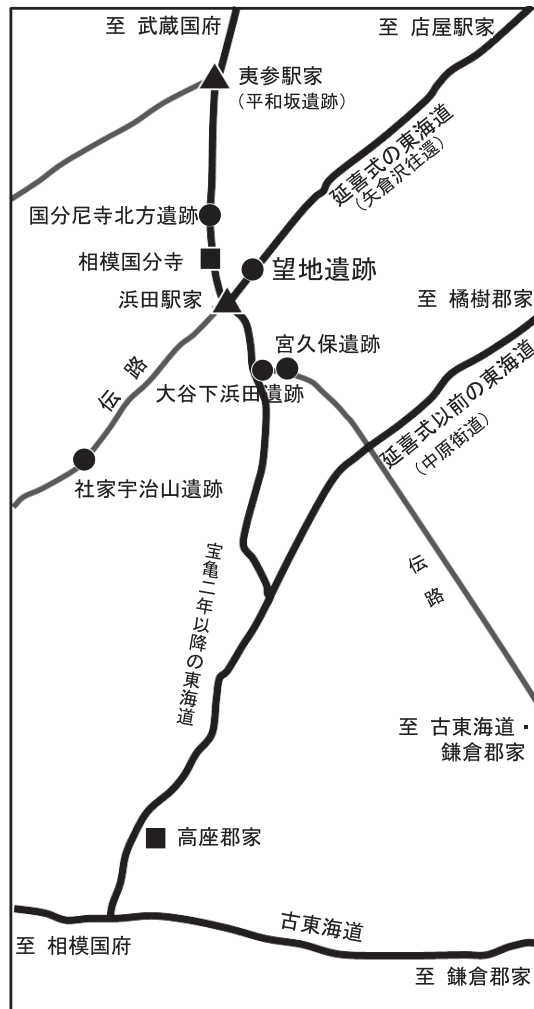 至 武蔵国府
至 店屋駅家
夷参駅家
(平和坂遺跡)
延喜式の東海道
(矢倉沢往還)
国分尼寺北方遺跡
相模国分寺
望地遺跡
浜田駅家
至 橘樹郡家
宮久保遺跡
伝路
大谷下浜田遺跡
延喜式以前の東海道
(中原街道)
社家宇治山遺跡
宝亀二年以降の東海道
伝路
至 古東海道・
鎌倉郡家
高座郡家
古東海道
至 相模国府
至 鎌倉郡家